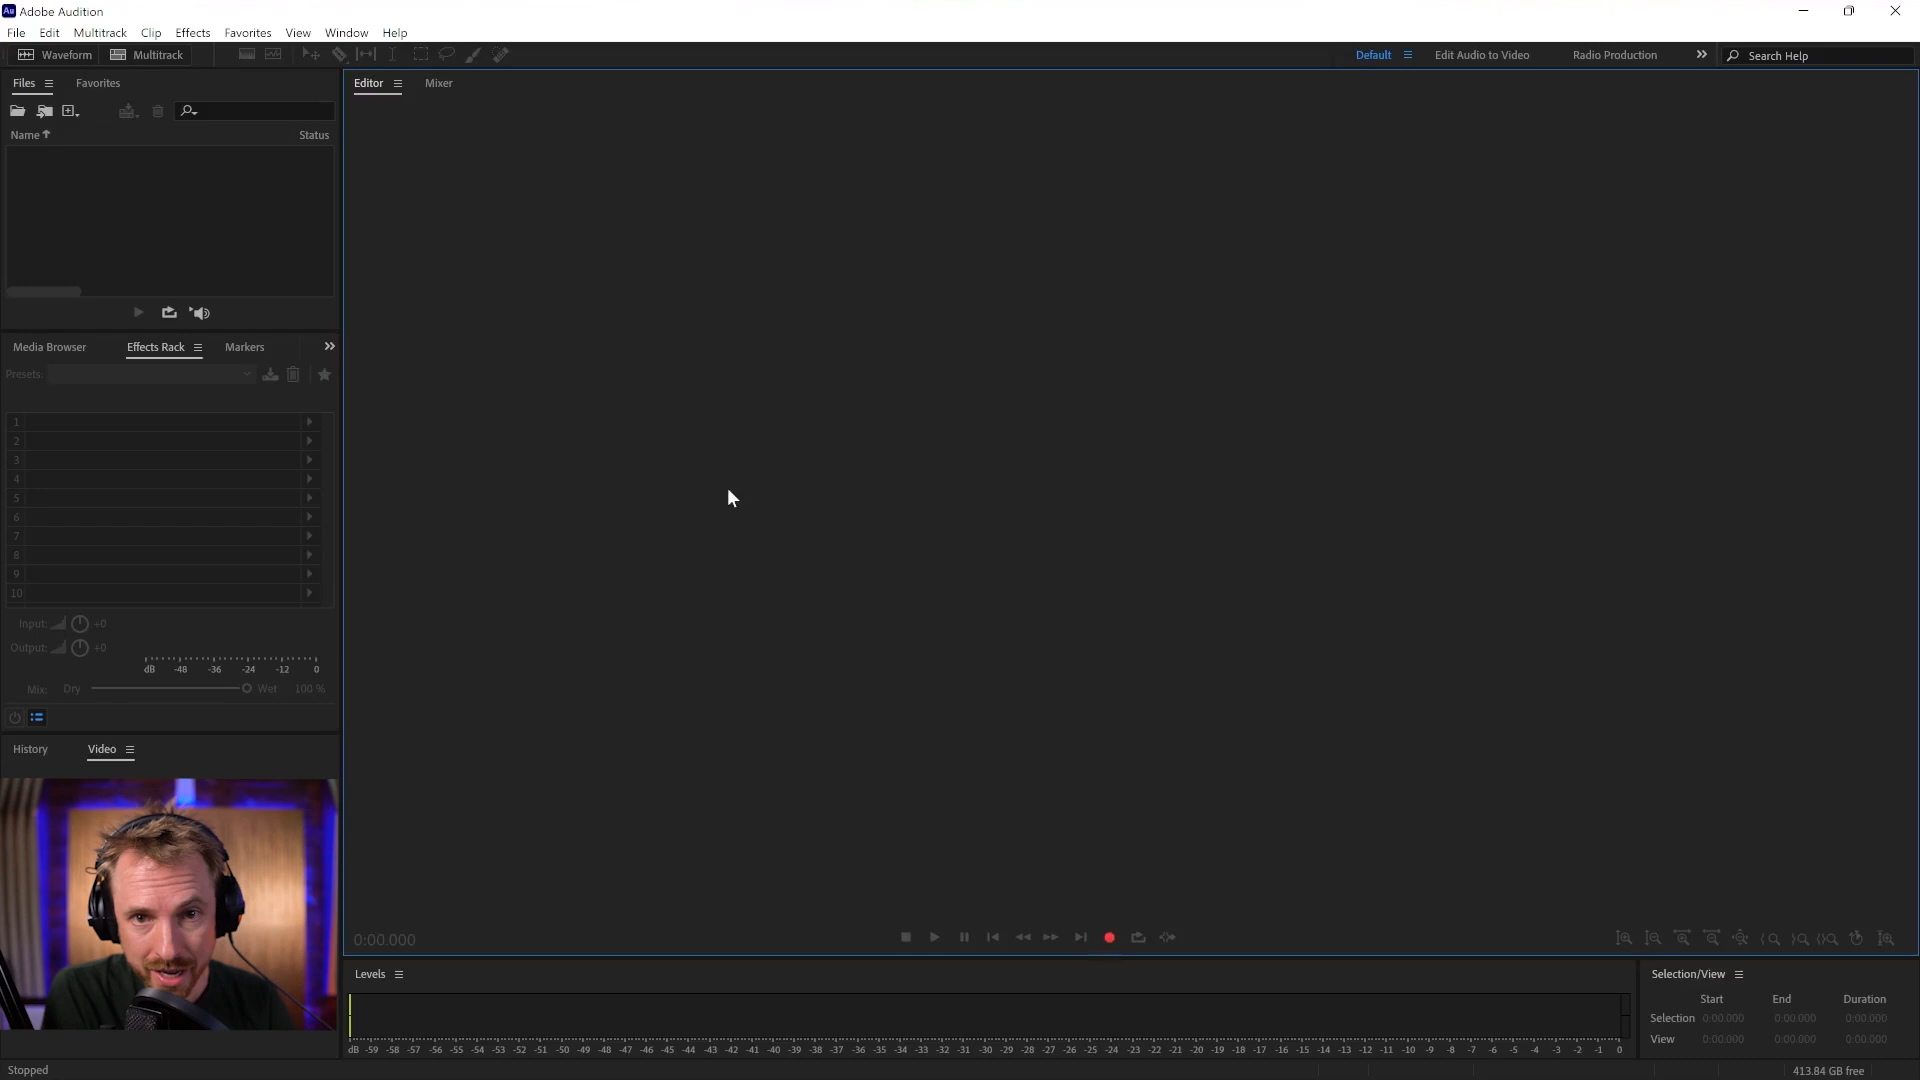 Au Adobe Audition
File Edit Multitrack Clip Effects Favorites View Window Help
Waveform Multitrack Default Edit Audio to Video Radio Production Search Help
Files Favorites
Editor Mixer
Name Status
Media Browser Effects Rack Markers
Presets:
1
2
3
4
5
6
7
8
9
10
Input: +0
Output: +0
dB -48 -36 -24 -12 0
Mix: Dry Wet 100 %
History Video
0:00.000
Levels
dB -59 -58 -57 -56 -55 -54 -53 -52 -51 -50 -49 -48 -47 -46 -45 -44 -43 -42 -41 -40 -39 -38 -37 -36 -35 -34 -33 -32 -31 -30 -29 -28 -27 -26 -25 -24 -23 -22 -21 -20 -19 -18 -17 -16 -15 -14 -13 -12 -11 -10 -9 -8 -7 -6 -5 -4 -3 -2 -1 0
Selection/View
Start End Duration
Selection 0:00.000 0:00.000 0:00.000
View 0:00.000 0:00.000 0:00.000
Stopped
413.84 GB free